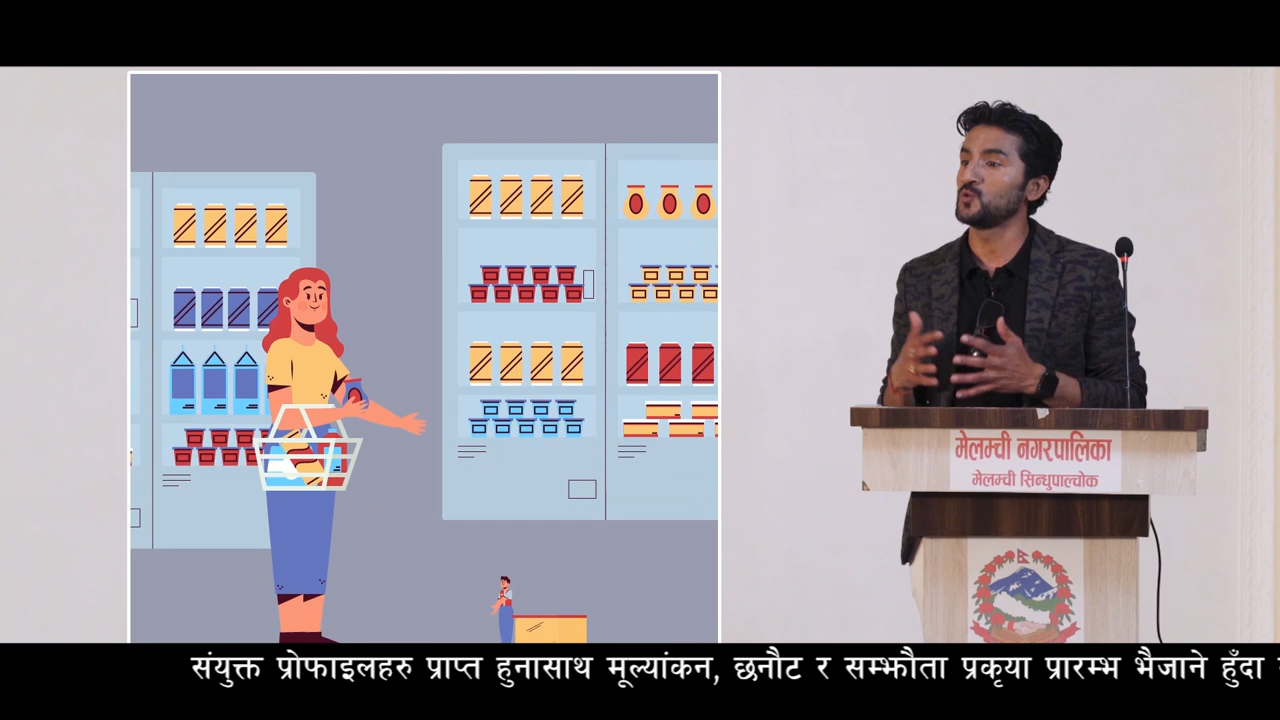 मेलम्ची नगरपालिका
मेलम्ची सिन्धुपाल्चोक
संयुक्त प्रोफाइलहरु प्राप्त हुनासाथ मूल्यांकन, छनौट र सम्झौता प्रकृया प्रारम्भ भैजाने हुँदा